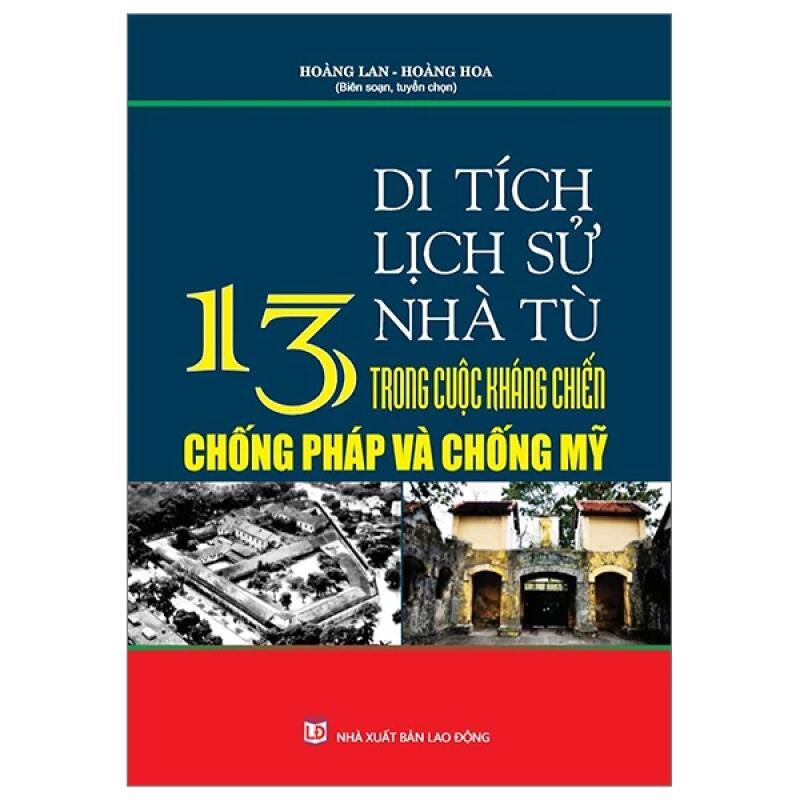 HOÀNG LAN - HOÀNG HOA
(Biên soạn, tuyển chọn)
13
DI TÍCH
LỊCH SỬ
NHÀ TÙ
TRONG CUỘC KHÁNG CHIẾN
CHỐNG PHÁP VÀ CHỐNG MỸ
LĐ NHÀ XUẤT BẢN LAO ĐỘNG